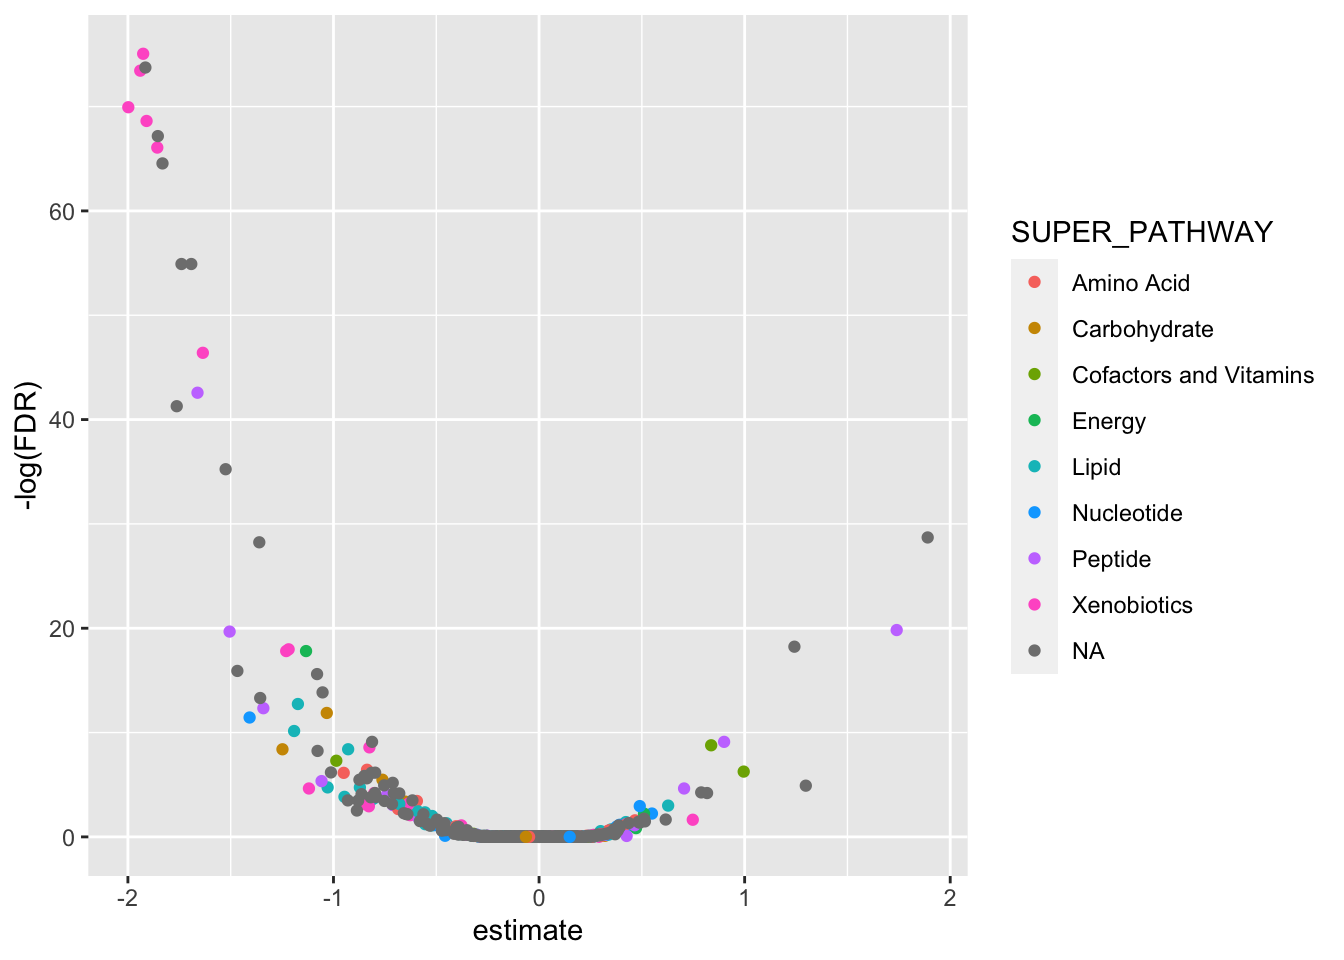 60
40
20
0
-log(FDR)
-2
-1
0
1
2
estimate
SUPER_PATHWAY
Amino Acid
Carbohydrate
Cofactors and Vitamins
Energy
Lipid
Nucleotide
Peptide
Xenobiotics
NA